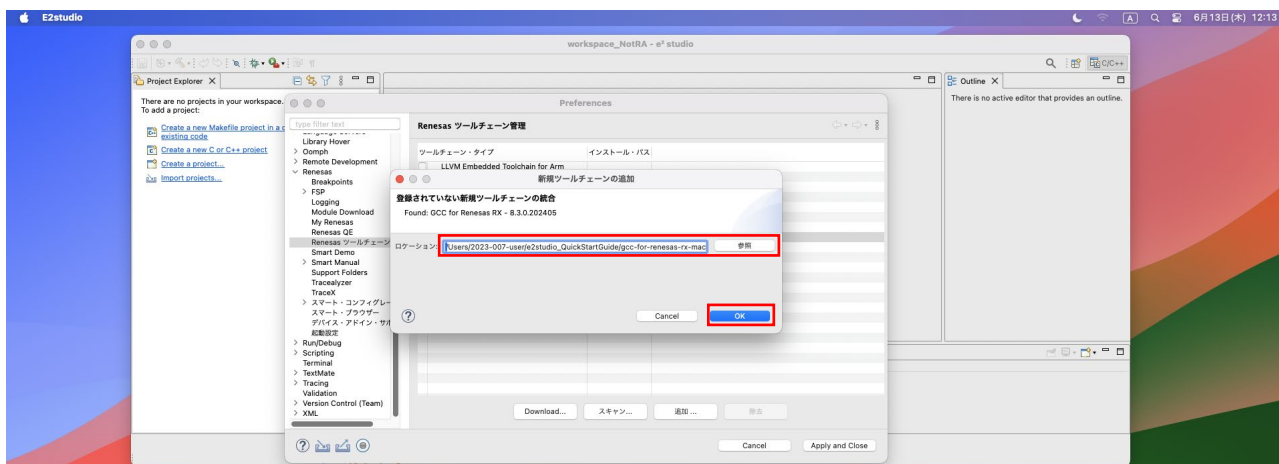 E2studio
6月13日(木) 12:13
workspace_NotRA - e² studio
C/C++
Project Explorer
Outline
There are no projects in your workspace.
To add a project:
There is no active editor that provides an outline.
Create a new Makefile project in a
existing code
Create a new C or C++ project
Create a project...
Import projects...
Preferences
type filter text
Renesas ツールチェーン管理
Library Hover
Oomph
Remote Development
Renesas
Breakpoints
FSP
Logging
Module Download
My Renesas
Renesas QE
Renesas ツールチェーン
Smart Demo
Smart Manual
Support Folders
Tracealyzer
TraceX
スマート・コンフィグレー
スマート・ブラウザー
デバイス・アドイン・サポ
起動設定
Run/Debug
Scripting
Terminal
TextMate
Tracing
Validation
Version Control (Team)
XML
ツールチェーン・タイプ
インストール・パス
LLVM Embedded Toolchain for Arm
新規ツールチェーンの追加
登録されていない新規ツールチェーンの統合
Found: GCC for Renesas RX - 8.3.0.202405
ロケーション:
/Users/2023-007-user/e2studio_QuickStartGuide/gcc-for-renesas-rx-mac
参照
?
Cancel
OK
Download...
スキャン...
追加 ...
除去
?
Cancel
Apply and Close